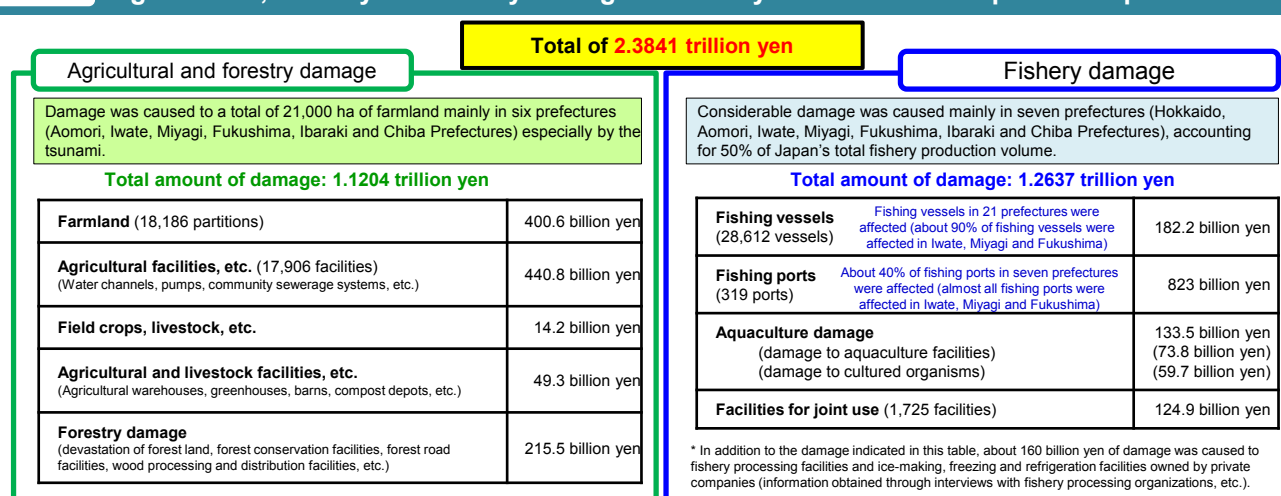 Total of 2.3841 trillion yen
Agricultural and forestry damage
Damage was caused to a total of 21,000 ha of farmland mainly in six prefectures
(Aomori, Iwate, Miyagi, Fukushima, Ibaraki and Chiba Prefectures) especially by the
tsunami.
Total amount of damage: 1.1204 trillion yen
Farmland (18,186 partitions) 400.6 billion yen
Agricultural facilities, etc. (17,906 facilities)
(Water channels, pumps, community sewerage systems, etc.) 440.8 billion yen
Field crops, livestock, etc. 14.2 billion yen
Agricultural and livestock facilities, etc.
(Agricultural warehouses, greenhouses, barns, compost depots, etc.) 49.3 billion yen
Forestry damage
(devastation of forest land, forest conservation facilities, forest road
facilities, wood processing and distribution facilities, etc.) 215.5 billion yen
Fishery damage
Considerable damage was caused mainly in seven prefectures (Hokkaido,
Aomori, Iwate, Miyagi, Fukushima, Ibaraki and Chiba Prefectures), accounting
for 50% of Japan's total fishery production volume.
Total amount of damage: 1.2637 trillion yen
Fishing vessels
(28,612 vessels)
Fishing vessels in 21 prefectures were
affected (about 90% of fishing vessels were
affected in Iwate, Miyagi and Fukushima)
182.2 billion yen
Fishing ports
(319 ports)
About 40% of fishing ports in seven prefectures
were affected (almost all fishing ports were
affected in Iwate, Miyagi and Fukushima)
823 billion yen
Aquaculture damage 133.5 billion yen
(damage to aquaculture facilities) (73.8 billion yen)
(damage to cultured organisms) (59.7 billion yen)
Facilities for joint use (1,725 facilities) 124.9 billion yen
* In addition to the damage indicated in this table, about 160 billion yen of damage was caused to
fishery processing facilities and ice-making, freezing and refrigeration facilities owned by private
companies (information obtained through interviews with fishery processing organizations, etc.).